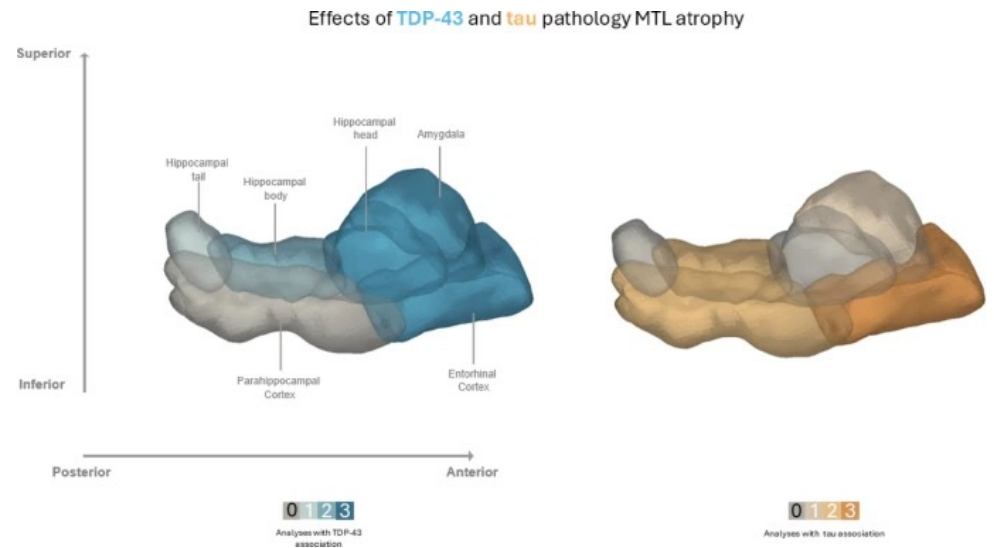 Effects of TDP-43 and tau pathology MTL atrophy
Superior
Hippocampal
head
Amygdala
Hippocampal
tail
Hippocampal
body
Parahippocampal
Cortex
Entorhinal
Cortex
Inferior
Posterior
Anterior
0 1 2 3
Analyses with TDP-43
association
0 1 2 3
Analyses with tau association